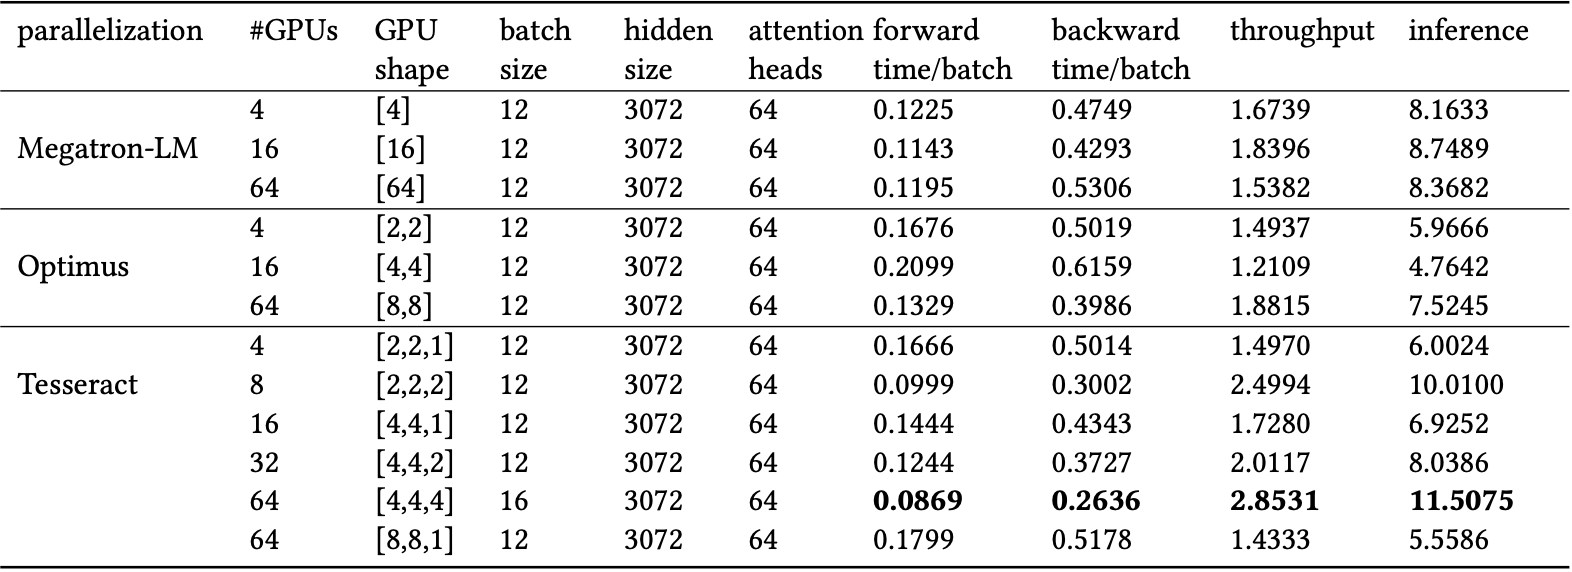 parallelization #GPUs GPU shape batch size hidden size attention heads forward time/batch backward time/batch throughput inference
4 [4] 12 3072 64 0.1225 0.4749 1.6739 8.1633
Megatron-LM 16 [16] 12 3072 64 0.1143 0.4293 1.8396 8.7489
64 [64] 12 3072 64 0.1195 0.5306 1.5382 8.3682
4 [2,2] 12 3072 64 0.1676 0.5019 1.4937 5.9666
Optimus 16 [4,4] 12 3072 64 0.2099 0.6159 1.2109 4.7642
64 [8,8] 12 3072 64 0.1329 0.3986 1.8815 7.5245
4 [2,2,1] 12 3072 64 0.1666 0.5014 1.4970 6.0024
Tesseract 8 [2,2,2] 12 3072 64 0.0999 0.3002 2.4994 10.0100
16 [4,4,1] 12 3072 64 0.1444 0.4343 1.7280 6.9252
32 [4,4,2] 12 3072 64 0.1244 0.3727 2.0117 8.0386
64 [4,4,4] 16 3072 64 0.0869 0.2636 2.8531 11.5075
64 [8,8,1] 12 3072 64 0.1799 0.5178 1.4333 5.5586